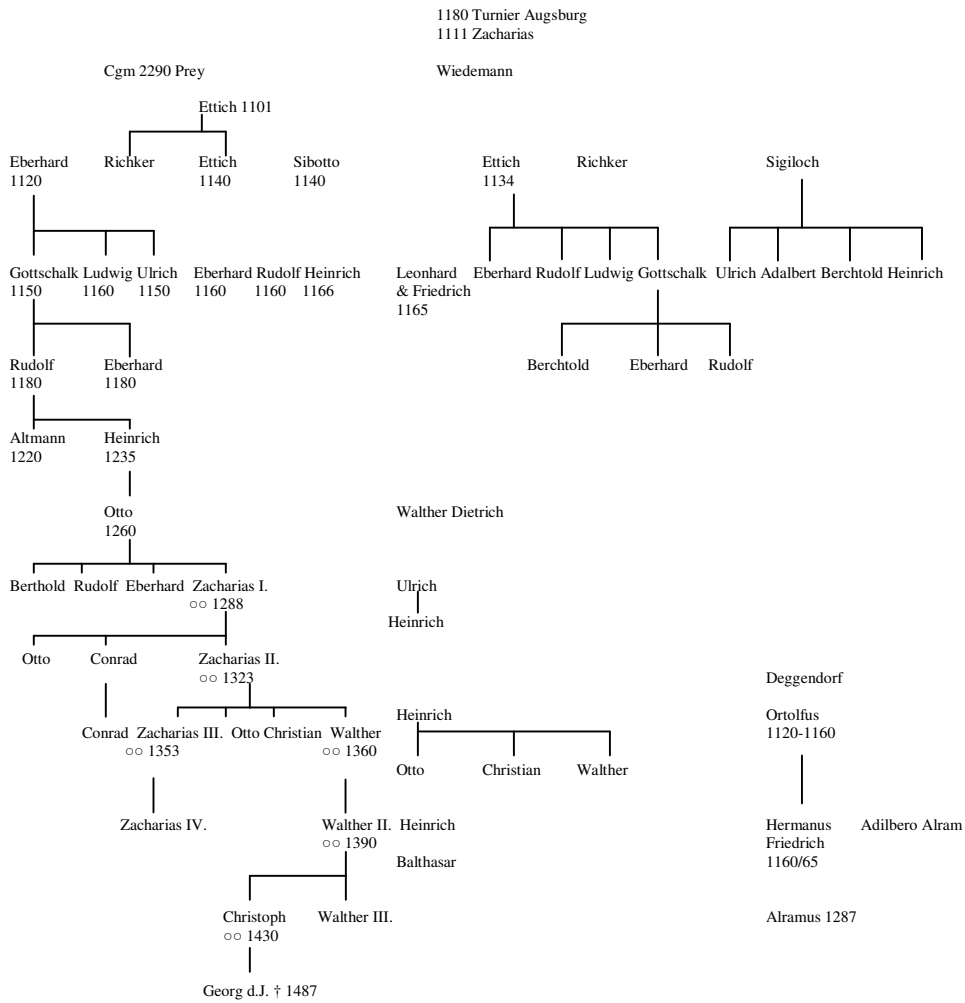 1180 Turnier Augsburg
1111 Zacharias
Cgm 2290 Prey Wiedemann
Ettich 1101
Eberhard Richker Ettich Sibotto Ettich Richker Sigiloch
1120 1140 1140 1134
Gottschalk Ludwig Ulrich Eberhard Rudolf Heinrich Leonhard Eberhard Rudolf Ludwig Gottschalk Ulrich Adalbert Berchtold Heinrich
1150 1160 1150 1160 1160 1166 & Friedrich
1165
Rudolf Eberhard Berchtold Eberhard Rudolf
1180 1180
Altmann Heinrich
1220 1235
Otto Walther Dietrich
1260
Berthold Rudolf Eberhard Zacharias I. Ulrich
○○ 1288
Heinrich
Otto Conrad Zacharias II.
○○ 1323 Deggendorf
Heinrich Ortolfus
Conrad Zacharias III. Otto Christian Walther 1120-1160
○○ 1353 ○○ 1360
Otto Christian Walther
Zacharias IV. Walther II. Heinrich Hermanus Adilbero Alram
○○ 1390 Friedrich
Balthasar 1160/65
Christoph Walther III. Alramus 1287
○○ 1430
Georg d.J. † 1487